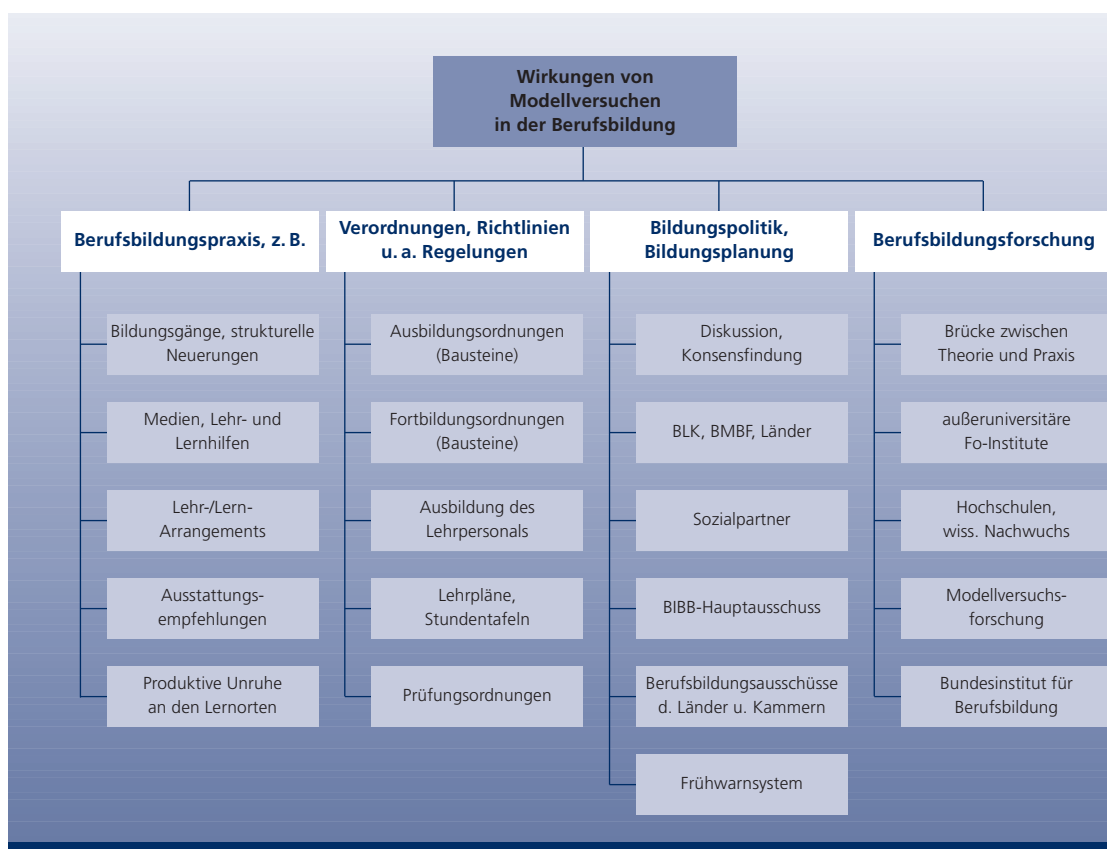 Wirkungen von
Modellversuchen
in der Berufsbildung
Berufsbildungspraxis, z. B.
Bildungsgänge, strukturelle
Neuerungen
Medien, Lehr- und
Lernhilfen
Lehr-/Lern-
Arrangements
Ausstattungs-
empfehlungen
Produktive Unruhe
an den Lernorten
Verordnungen, Richtlinien
u. a. Regelungen
Ausbildungsordnungen
(Bausteine)
Fortbildungsordnungen
(Bausteine)
Ausbildung des
Lehrpersonals
Lehrpläne,
Stundentafeln
Prüfungsordnungen
Bildungspolitik,
Bildungsplanung
Diskussion,
Konsensfindung
BLK, BMBF, Länder
Sozialpartner
BIBB-Hauptausschuss
Berufsbildungsausschüsse
d. Länder u. Kammern
Frühwarnsystem
Berufsbildungsforschung
Brücke zwischen
Theorie und Praxis
außeruniversitäre
Fo-Institute
Hochschulen,
wiss. Nachwuchs
Modellversuchs-
forschung
Bundesinstitut für
Berufsbildung